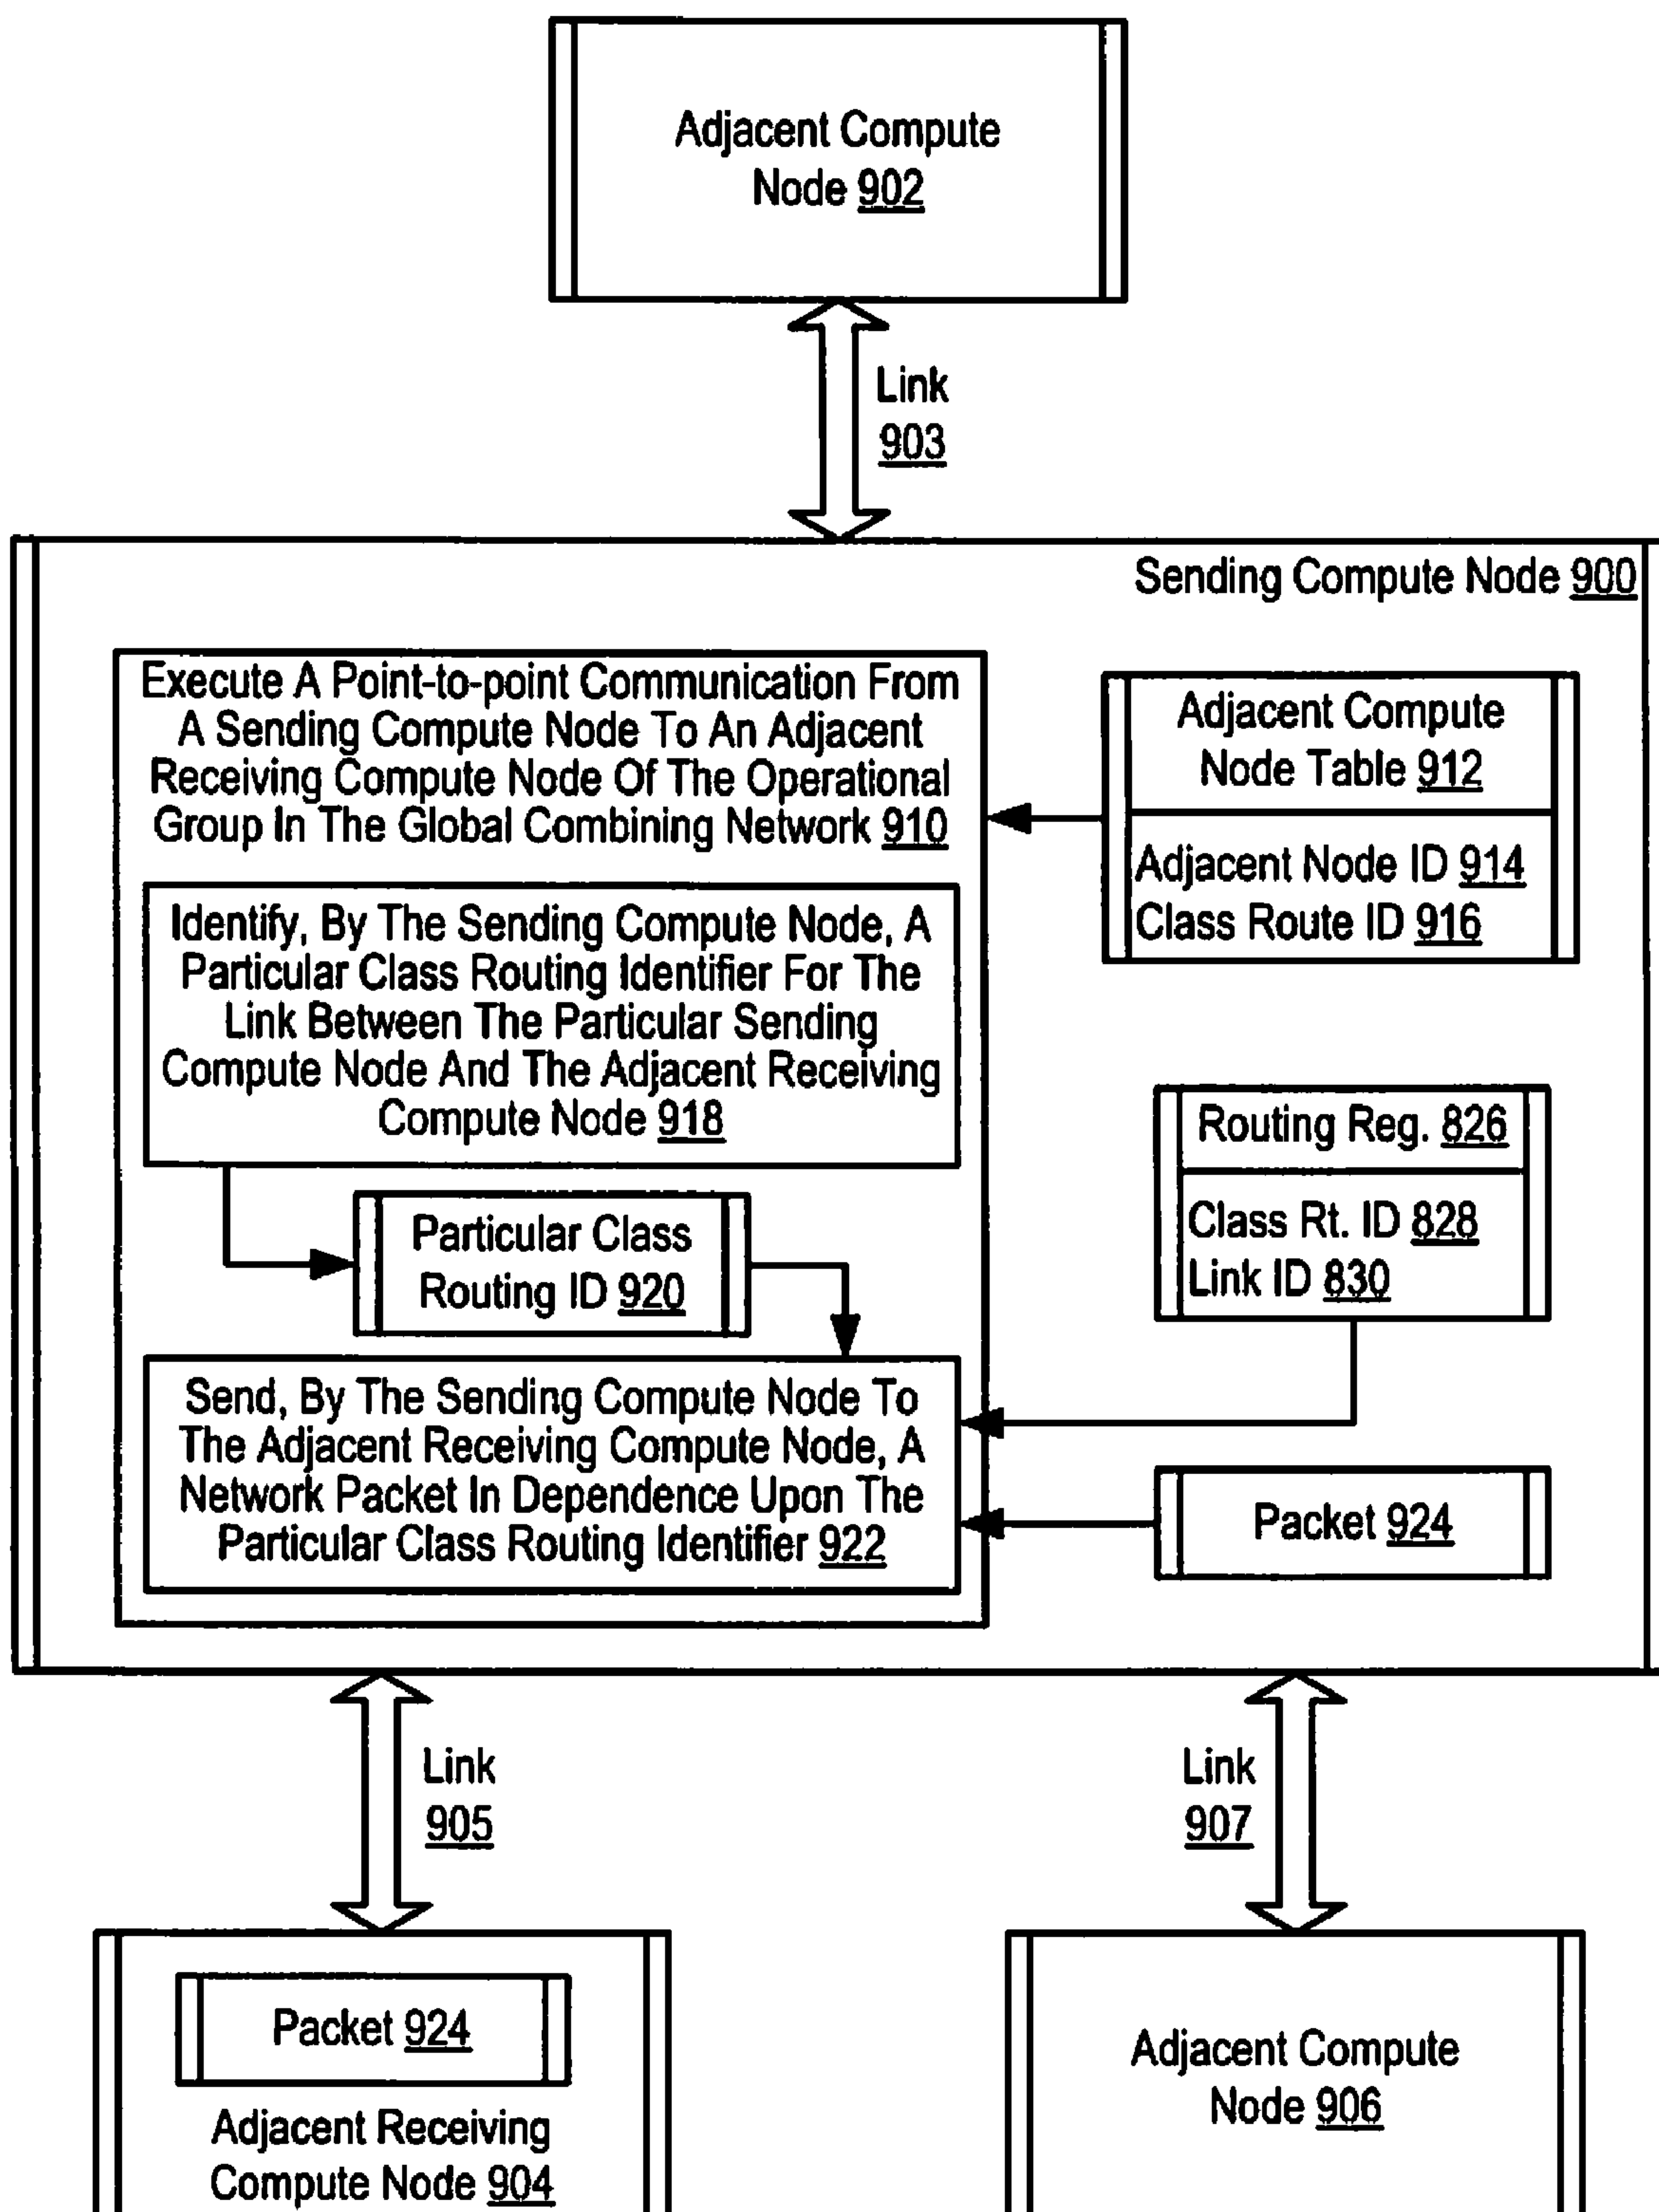 Adjacent Compute
Node 902
Link
903
Sending Compute Node 900
Execute A Point-to-point Communication From
A Sending Compute Node To An Adjacent
Receiving Compute Node Of The Operational
Group In The Global Combining Network 910
Adjacent Compute
Node Table 912
Adjacent Node ID 914
Class Route ID 916
Identify, By The Sending Compute Node, A
Particular Class Routing Identifier For The
Link Between The Particular Sending
Compute Node And The Adjacent Receiving
Compute Node 918
Routing Reg. 826
Class Rt. ID 828
Link ID 830
Particular Class
Routing ID 920
Send, By The Sending Compute Node To
The Adjacent Receiving Compute Node, A
Network Packet In Dependence Upon The
Particular Class Routing Identifier 922
Packet 924
Link
905
Link
907
Packet 924
Adjacent Receiving
Compute Node 904
Adjacent Compute
Node 906